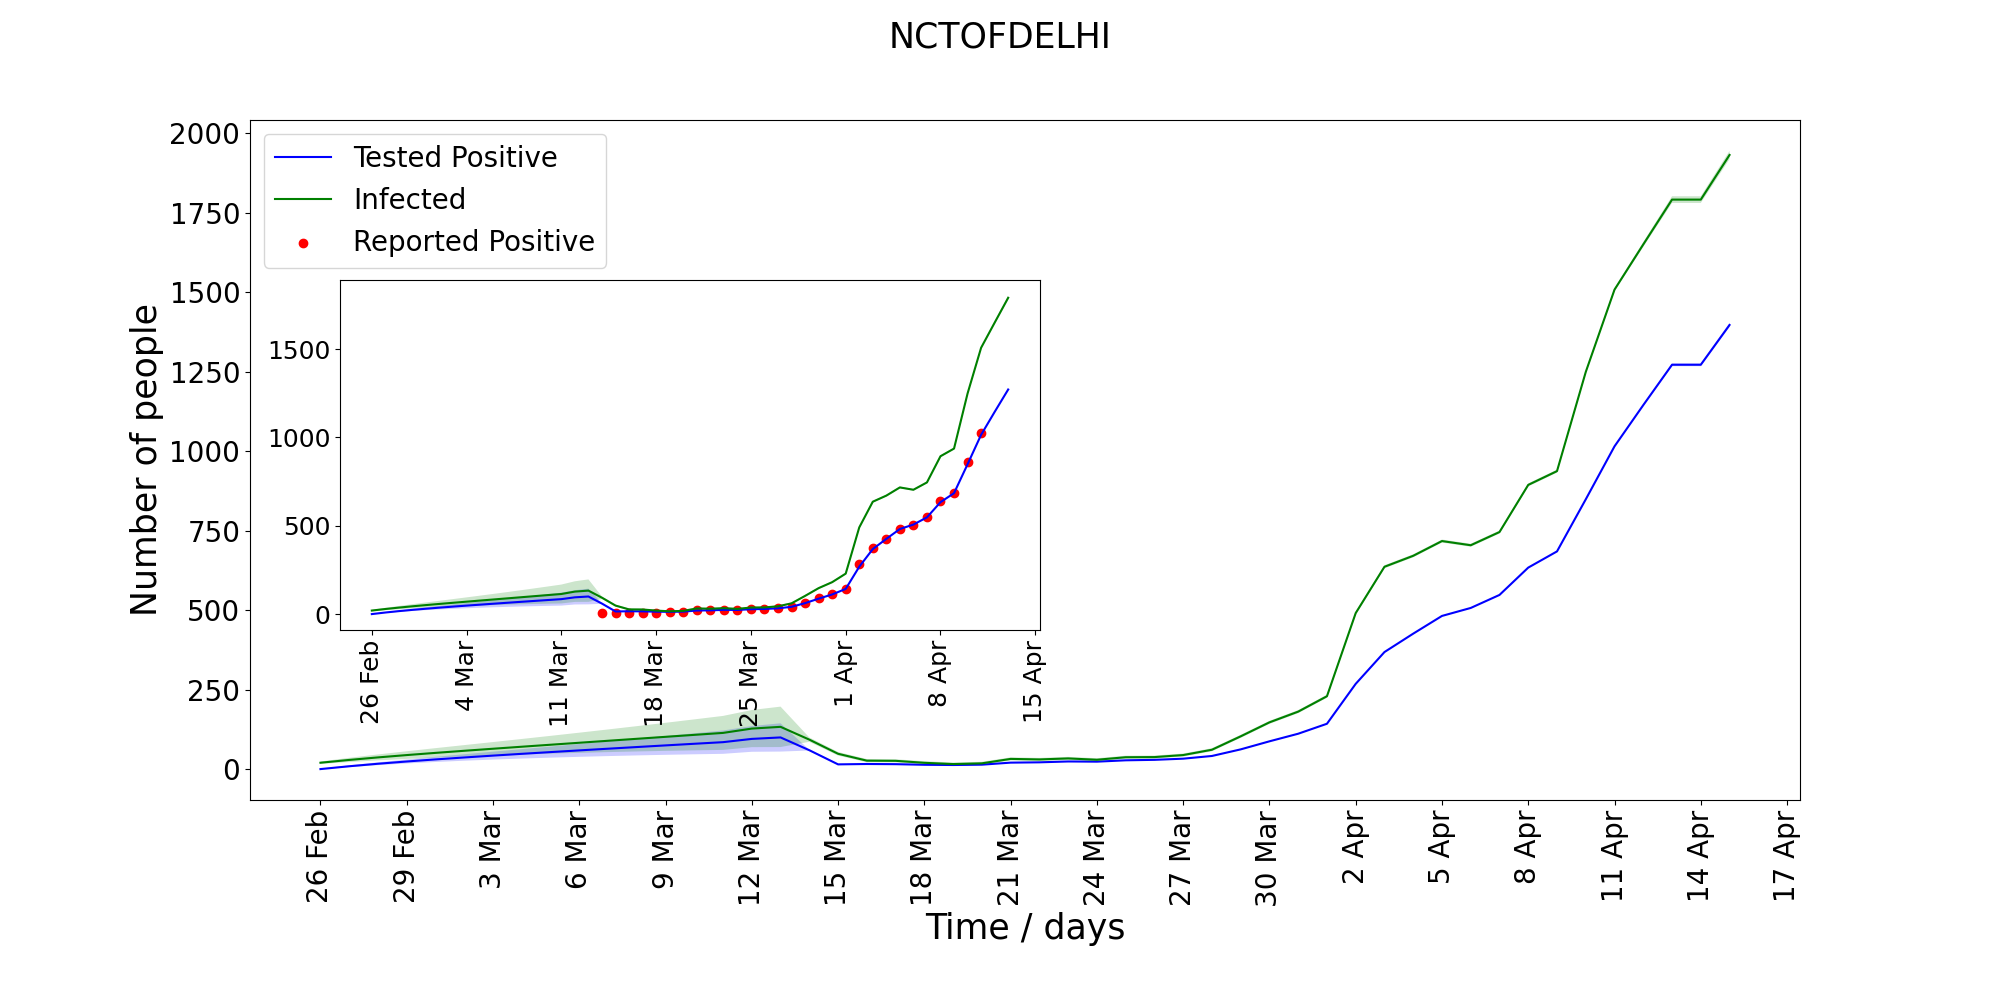 NCTOFDELHI
Number of people
2000
1750
1500
1250
1000
750
500
250
0
Tested Positive
Infected
Reported Positive
1500
1000
500
0
26 Feb
4 Mar
11 Mar
18 Mar
25 Mar
1 Apr
8 Apr
15 Apr
26 Feb
29 Feb
3 Mar
6 Mar
9 Mar
12 Mar
15 Mar
18 Mar
21 Mar
24 Mar
27 Mar
30 Mar
2 Apr
5 Apr
8 Apr
11 Apr
14 Apr
17 Apr
Time / days